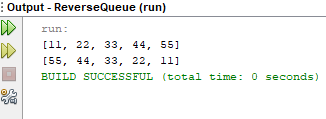 Output - ReverseQueue (run)
run:
[11, 22, 33, 44, 55]
[55, 44, 33, 22, 11]
BUILD SUCCESSFUL (total time: 0 seconds)